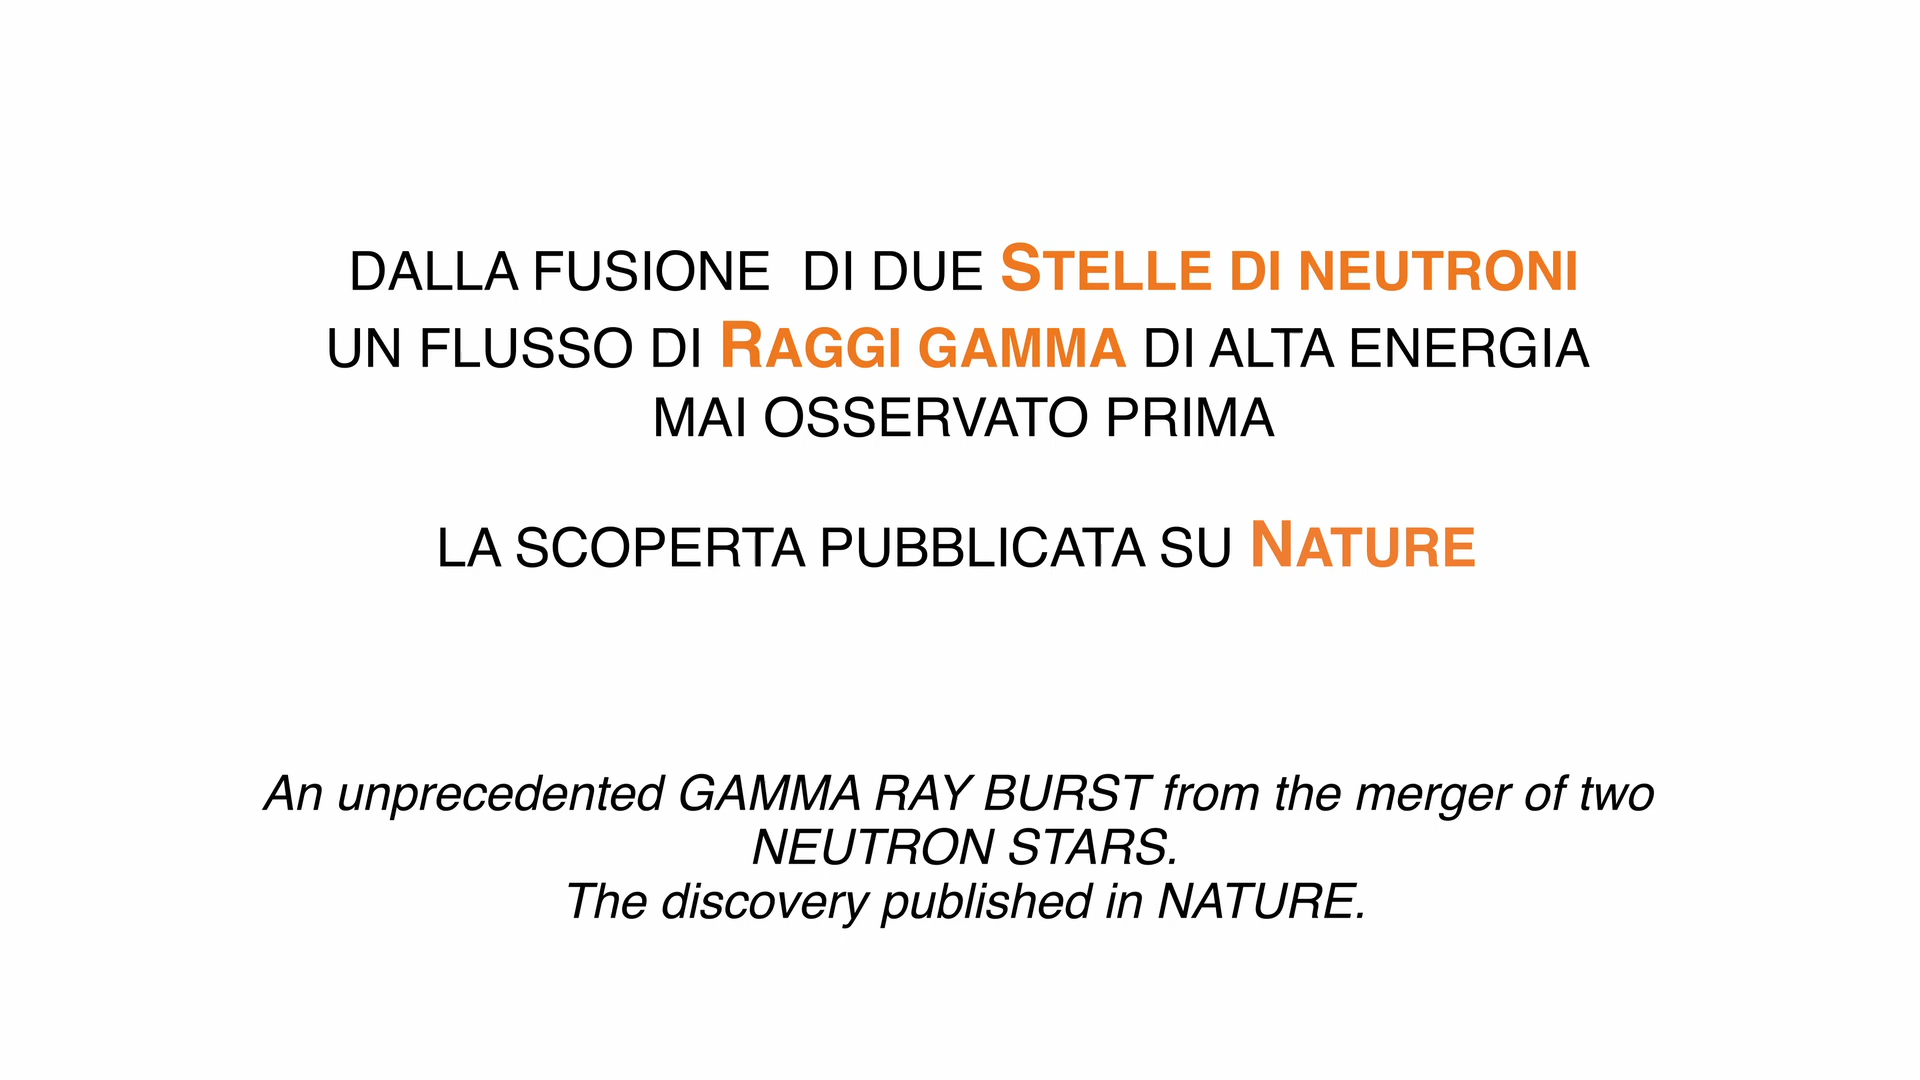 DALLA FUSIONE DI DUE STELLE DI NEUTRONI
UN FLUSSO DI RAGGI GAMMA DI ALTA ENERGIA
MAI OSSERVATO PRIMA
LA SCOPERTA PUBBLICATA SU NATURE
An unprecedented GAMMA RAY BURST from the merger of two
NEUTRON STARS.
The discovery published in NATURE.